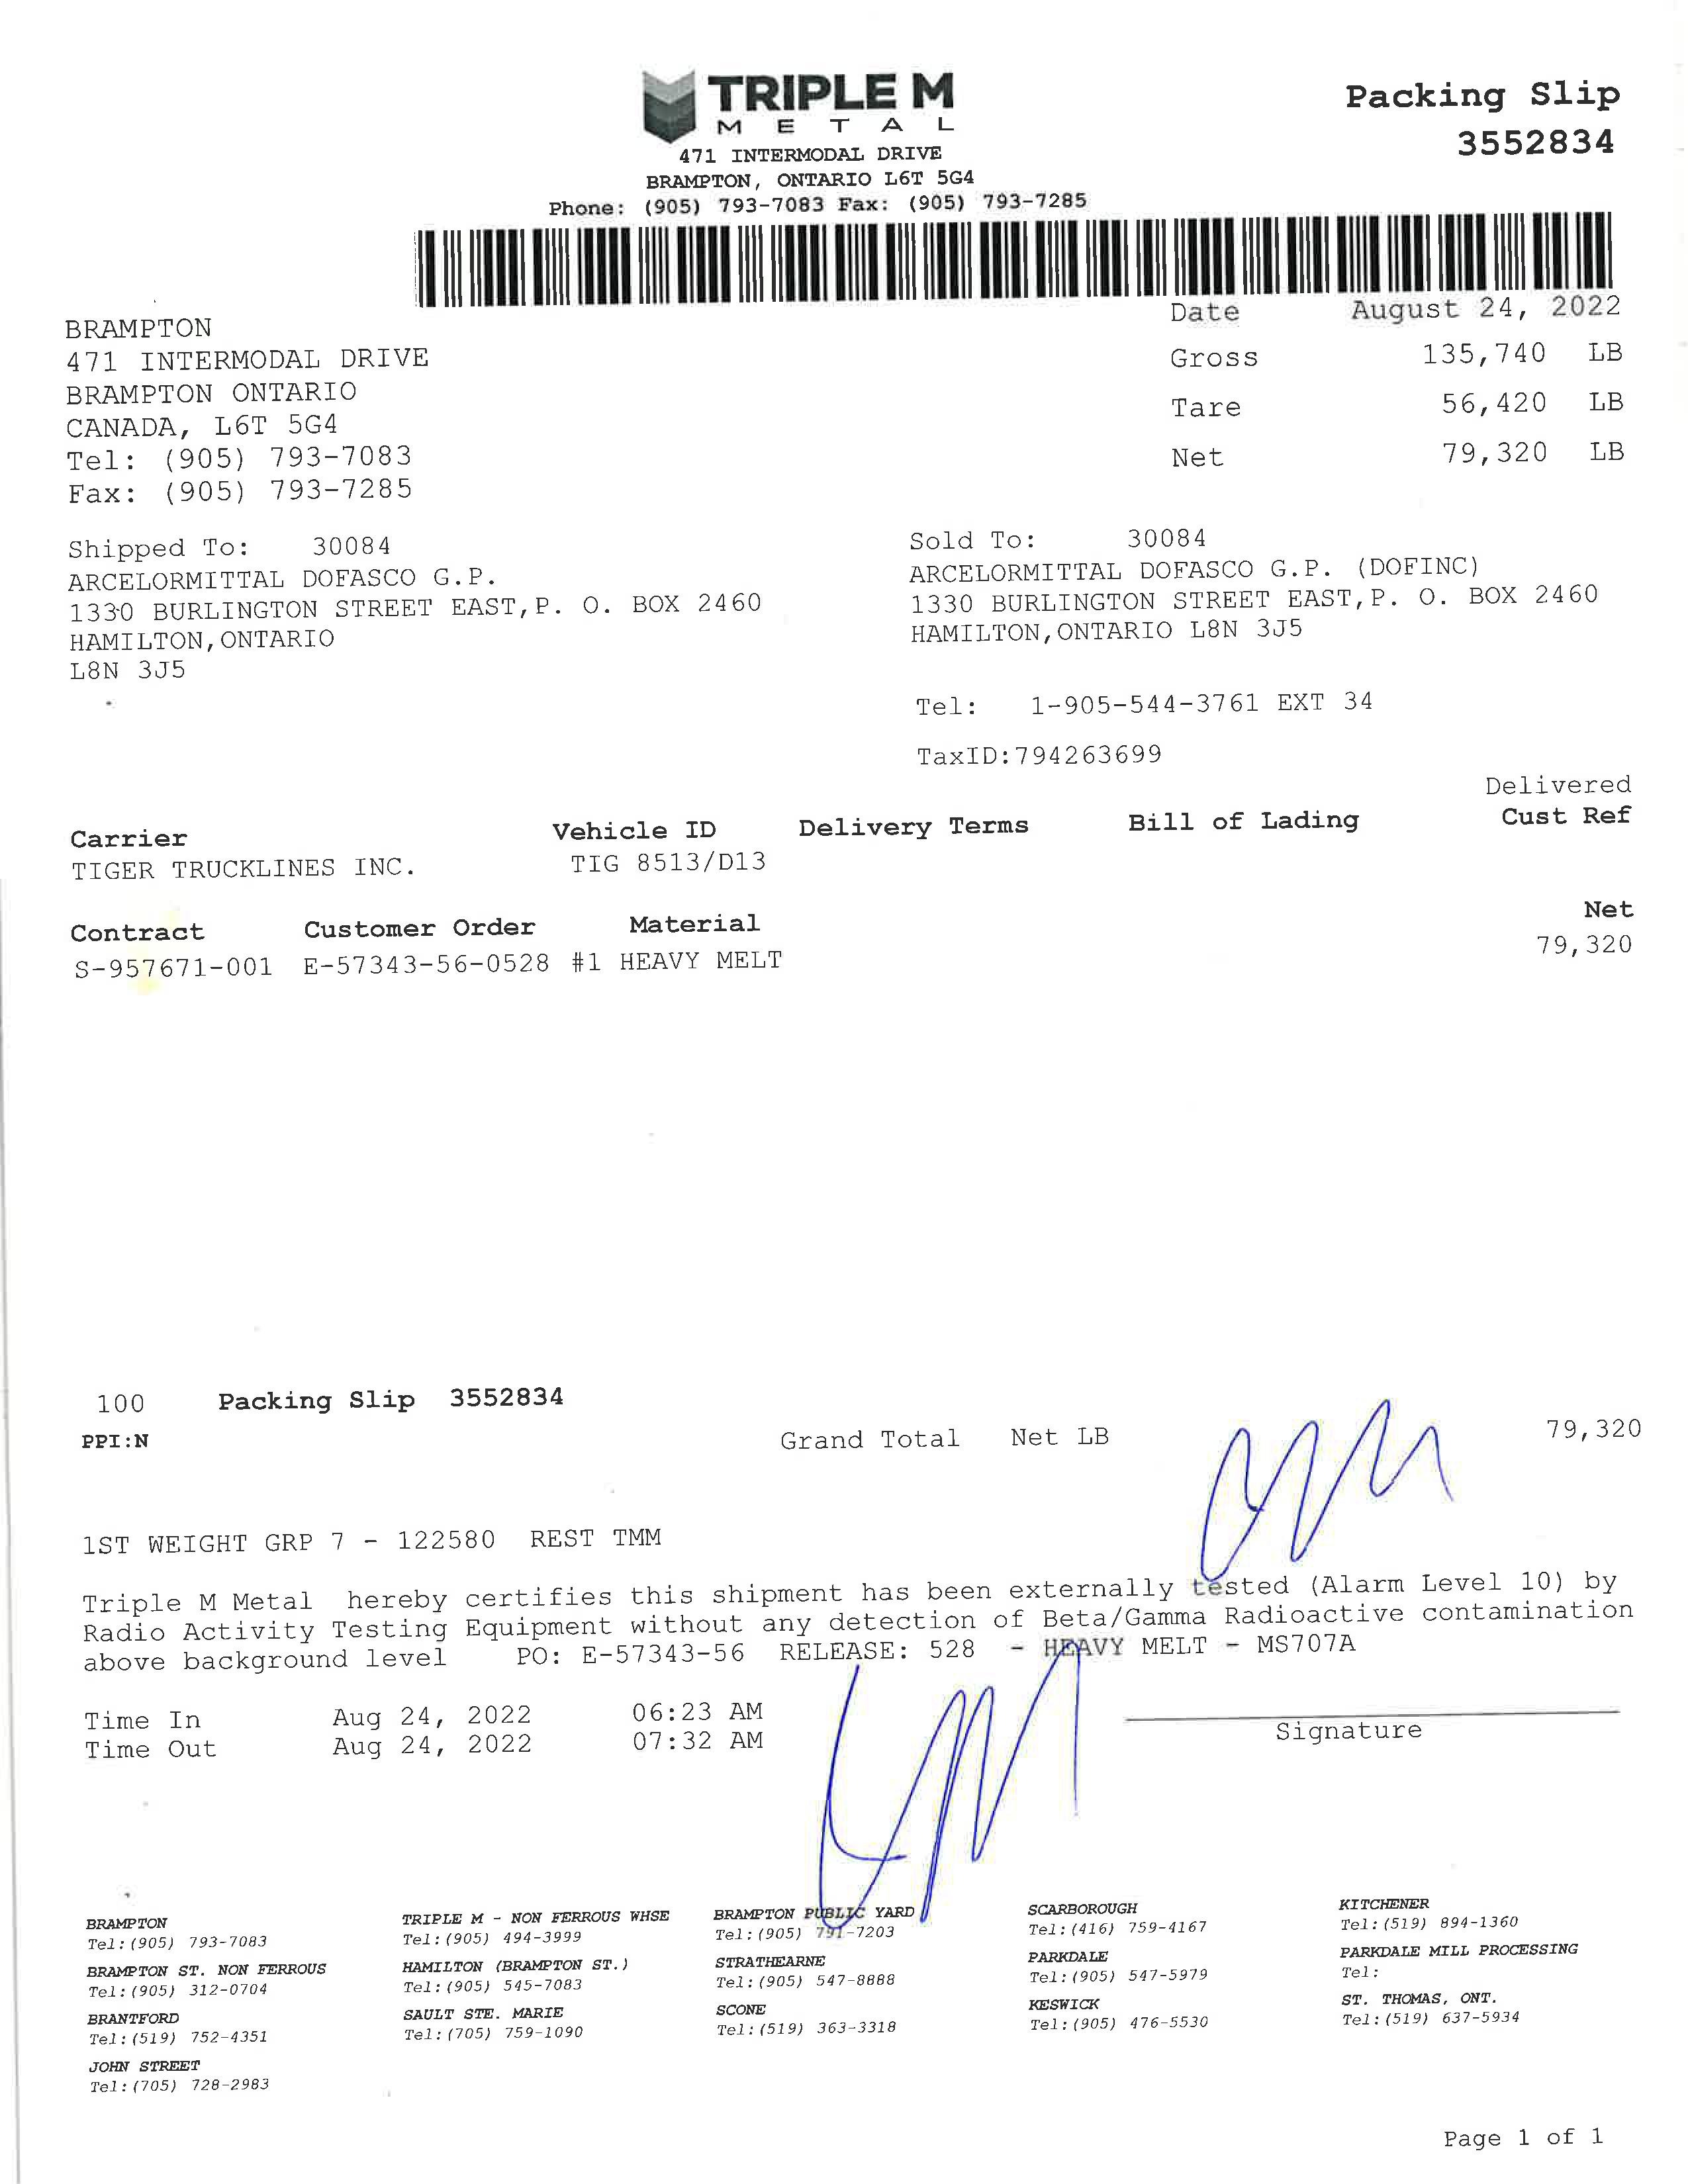 TRIPLE M
METAL
471 INTERMODAL DRIVE
BRAMPTON, ONTARIO L6T 5G4
Phone: (905) 793-7083 Fax: (905) 793-7285
Packing Slip
3552834
BRAMPTON
471 INTERMODAL DRIVE
BRAMPTON ONTARIO
CANADA, L6T 5G4
Tel: (905) 793-7083
Fax: (905) 793-7285
Date August 24, 2022
Gross 135,740 LB
Tare 56,420 LB
Net 79,320 LB
Shipped To: 30084
ARCELORMITTAL DOFASCO G.P.
1330 BURLINGTON STREET EAST,P. O. BOX 2460
HAMILTON,ONTARIO
L8N 3J5
Sold To: 30084
ARCELORMITTAL DOFASCO G.P. (DOFINC)
1330 BURLINGTON STREET EAST,P. O. BOX 2460
HAMILTON,ONTARIO L8N 3J5
Tel: 1-905-544-3761 EXT 34
TaxID:794263699
Delivered
Carrier Vehicle ID Delivery Terms Bill of Lading Cust Ref
TIGER TRUCKLINES INC. TIG 8513/D13
Contract Customer Order Material Net
S-957671-001 E-57343-56-0528 #1 HEAVY MELT 79,320
100 Packing Slip 3552834
PPI:N Grand Total Net LB 79,320
1ST WEIGHT GRP 7 - 122580 REST TMM
Triple M Metal hereby certifies this shipment has been externally tested (Alarm Level 10) by
Radio Activity Testing Equipment without any detection of Beta/Gamma Radioactive contamination
above background level PO: E-57343-56 RELEASE: 528 - HEAVY MELT - MS707A
Time In Aug 24, 2022 06:23 AM
Time Out Aug 24, 2022 07:32 AM
Signature
BRAMPTON TRIPLE M - NON FERROUS WHSE BRAMPTON PUBLIC YARD SCARBOROUGH KITCHENER
Tel:(905) 793-7083 Tel:(905) 494-3999 Tel:(905) 791-7203 Tel:(416) 759-4167 Tel:(519) 894-1360
BRAMPTON ST. NON FERROUS HAMILTON (BRAMPTON ST.) STRATHEARNE PARKDALE PARKDALE MILL PROCESSING
Tel:(905) 312-0704 Tel:(905) 545-7083 Tel:(905) 547-8888 Tel:(905) 547-5979 Tel:
BRANTFORD SAULT STE. MARIE SCONE KESWICK ST. THOMAS, ONT.
Tel:(519) 752-4351 Tel:(705) 759-1090 Tel:(519) 363-3318 Tel:(905) 476-5530 Tel:(519) 637-5934
JOHN STREET
Tel:(705) 728-2983
Page 1 of 1